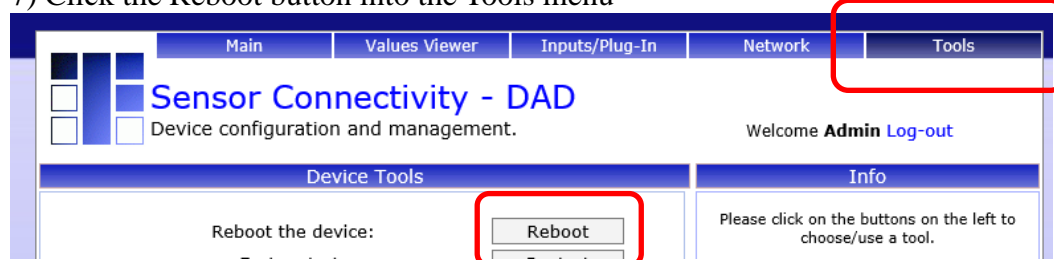 7) Click the Reboot button into the Tools menu
Main Values Viewer Inputs/Plug-In Network Tools
Sensor Connectivity - DAD
Device configuration and management.
Welcome Admin Log-out
Device Tools
Info
Reboot the device:
Reboot
Please click on the buttons on the left to
choose/use a tool.